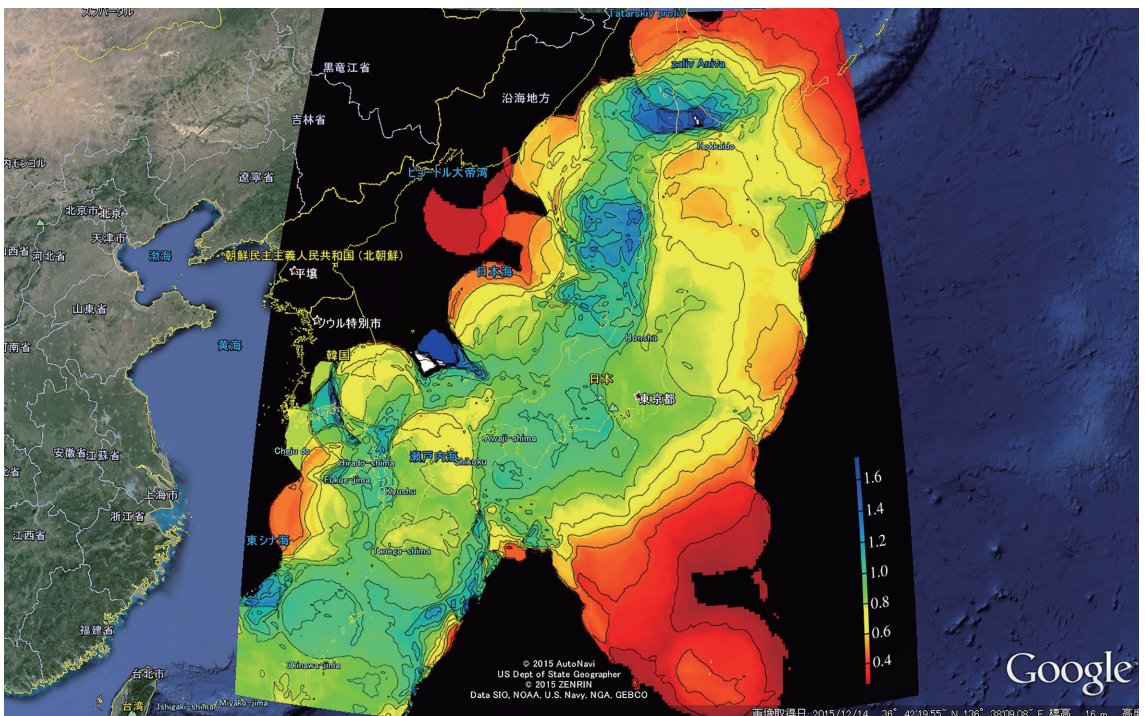 スフバータル
Tatarskiy proliv
zaliv Aniva
黒竜江省
沿海地方
吉林省
Hokkaido
内モンゴル
遼寧省
ピョートル大帝湾
北京市
北京
天津市
河北省
渤海
朝鮮民主主義人民共和国 (北朝鮮)
平壌
日本海
山東省
ソウル特別市
黄海
韓国
Honshu
日本
東京都
Awaji-shima
Cheju do
Hirado-shima
瀬戸内海
Shikoku
安徽省
江蘇省
Fukue-jima
Kyushu
上海市
浙江省
江西省
東シナ海
Tanega-shima
1.6
1.4
1.2
1.0
0.8
0.6
0.4
福建省
Okinawa-jima
台北市
台湾
Ishigaki-shima
Miyako-jima
© 2015 AutoNavi
US Dept of State Geographer
© 2015 ZENRIN
Data SIO, NOAA, U.S. Navy, NGA, GEBCO
Google
画像取得日: 2015/12/14 36° 42'19.55" N 136° 38'09.08" E 標高 16 m